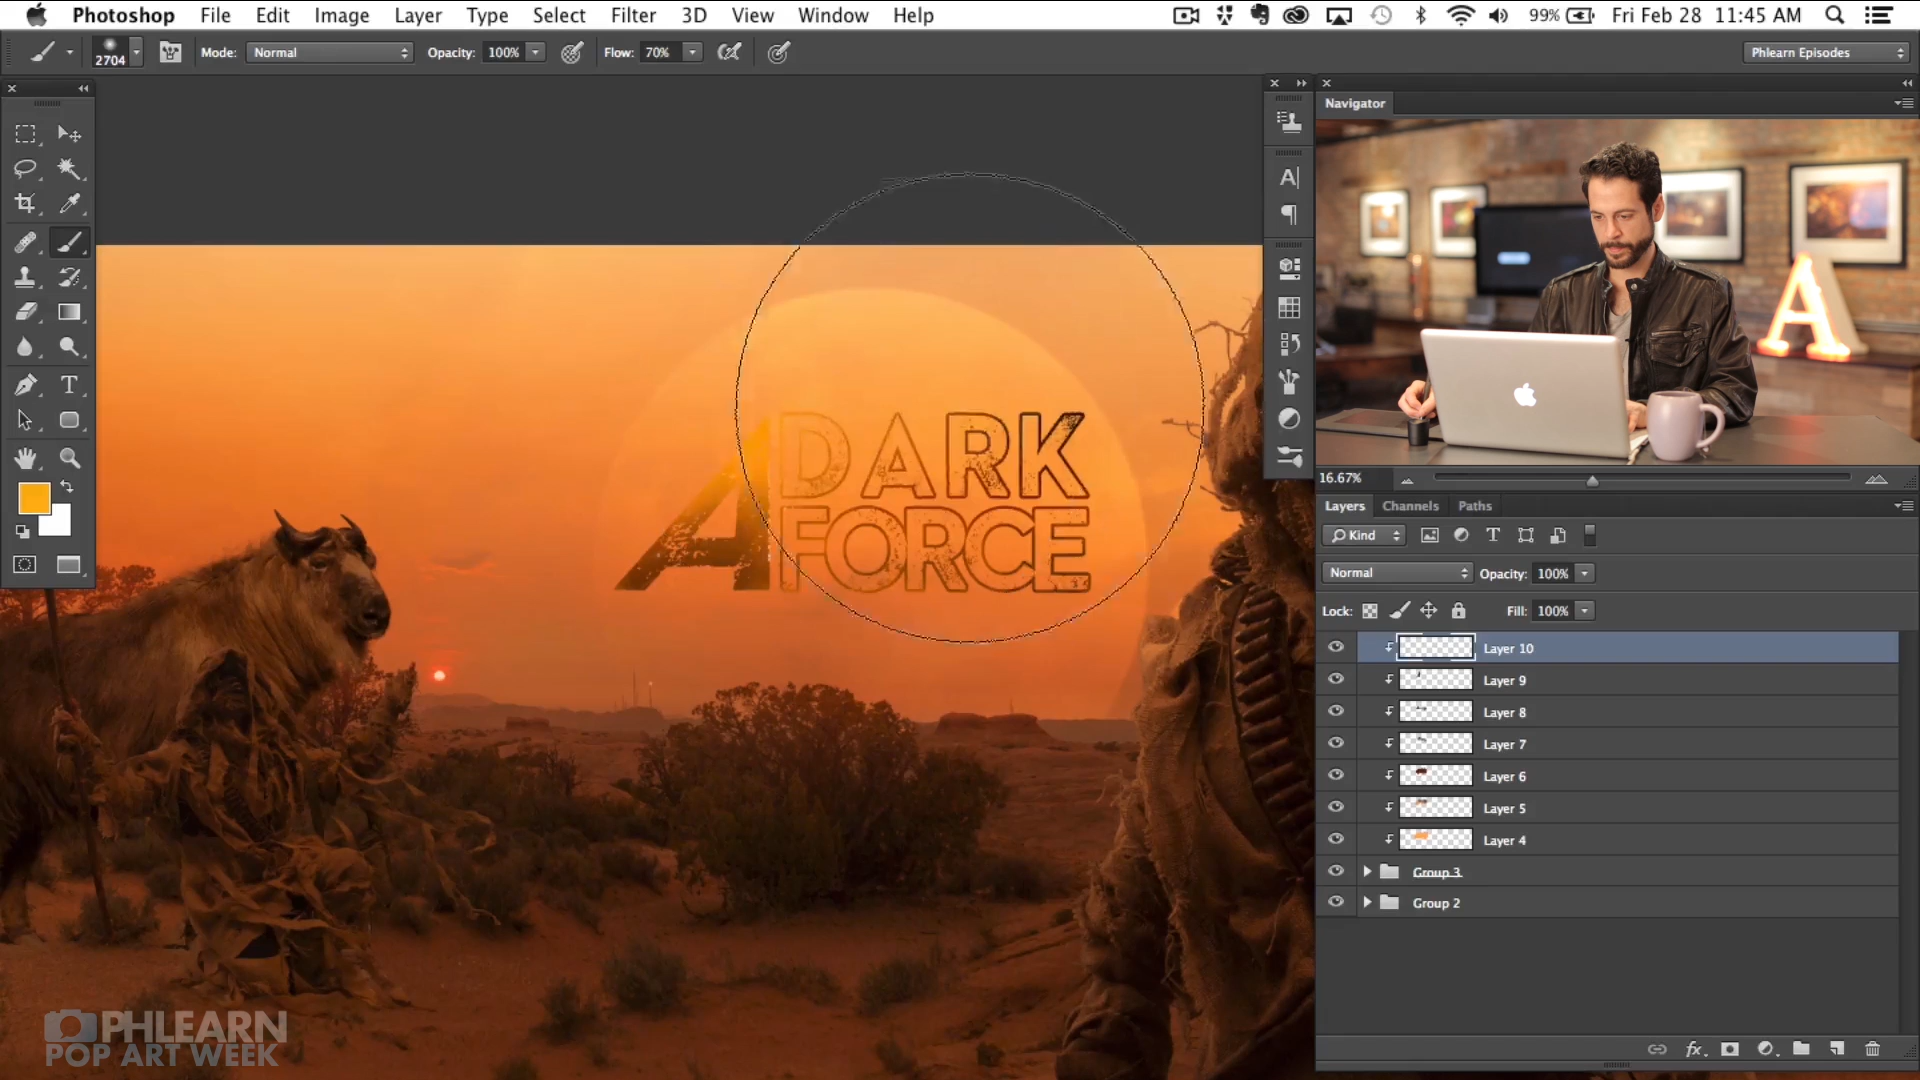 Photoshop File Edit Image Layer Type Select Filter 3D View Window Help 99% Fri Feb 28 11:45 AM
2704 Mode: Normal Opacity: 100% Flow: 70% Phlearn Episodes
Navigator
A
DARK
FORCE
16.67%
Layers Channels Paths
Kind
Normal Opacity: 100%
Lock: Fill: 100%
Layer 10
Layer 9
Layer 8
Layer 7
Layer 6
Layer 5
Layer 4
Group 3
Group 2
fx
PHLEARN
POP ART WEEK